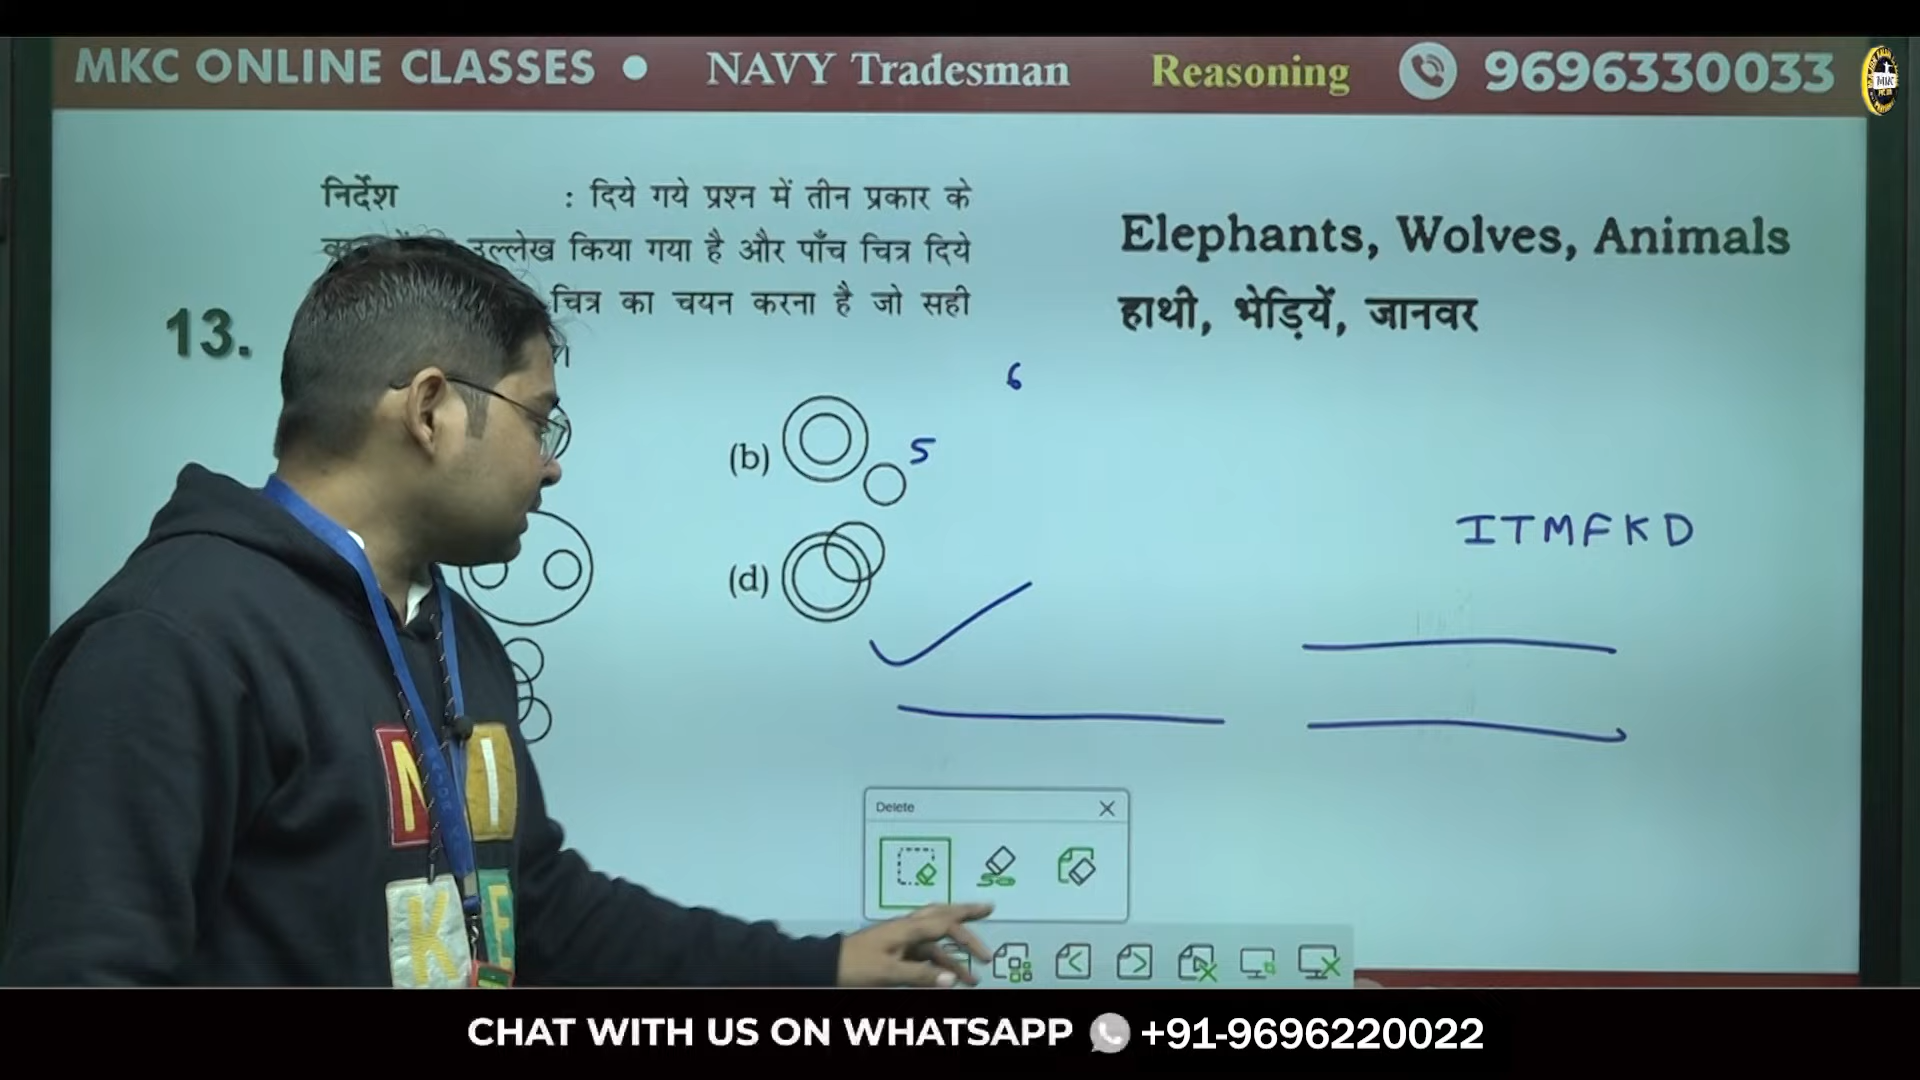 MKC ONLINE CLASSES • NAVY Tradesman Reasoning 9696330033
MK
निर्देश : दिये गये प्रश्न में तीन प्रकार के
उल्लेख किया गया है और पाँच चित्र दिये
चित्र का चयन करना है जो सही
13.
Elephants, Wolves, Animals
हाथी, भेड़ियें, जानवर
6
(b)
5
(d)
ITMFKD
Delete
M I
K E
CHAT WITH US ON WHATSAPP +91-9696220022